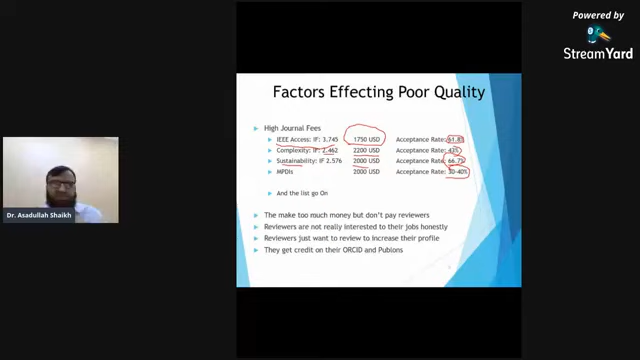 Powered by
StreamYard
Factors Effecting Poor Quality
High Journal Fees
IEEE Access: IF: 3.745 1750 USD Acceptance Rate: 61.8%
Complexity: IF: 2.462 2200 USD Acceptance Rate: 43%
Sustainability: IF 2.576 2000 USD Acceptance Rate: 66.7%
MPDIs 2000 USD Acceptance Rate: 30-40%
And the list go On
The make too much money but don't pay reviewers
Reviewers are not really interested to their jobs honestly
Reviewers just want to review to increase their profile
They get credit on their ORCID and Publons
Dr. Asadullah Shaikh